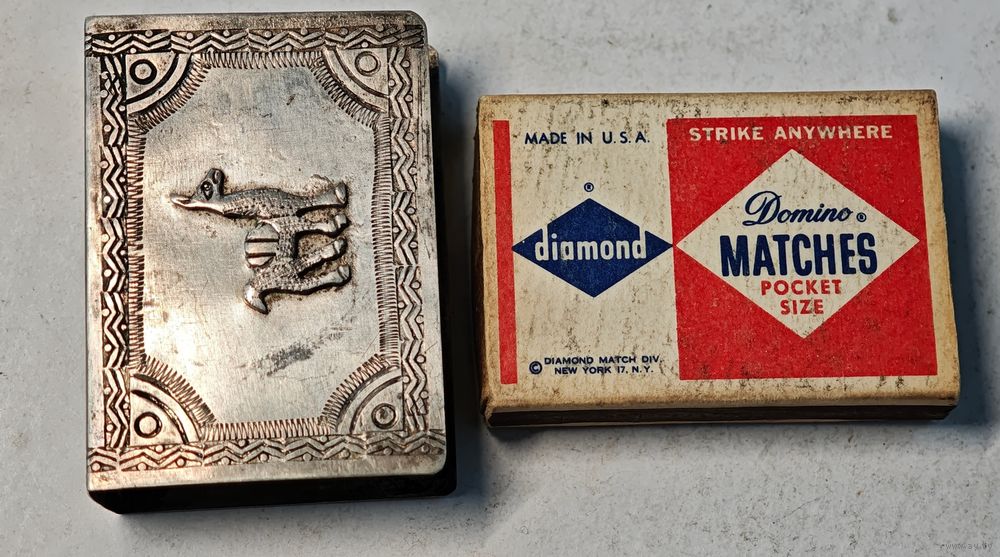 MADE IN U.S.A.
®
diamond
© DIAMOND MATCH DIV.
NEW YORK 17, N.Y.
STRIKE ANYWHERE
Domino ®
MATCHES
POCKET
SIZE